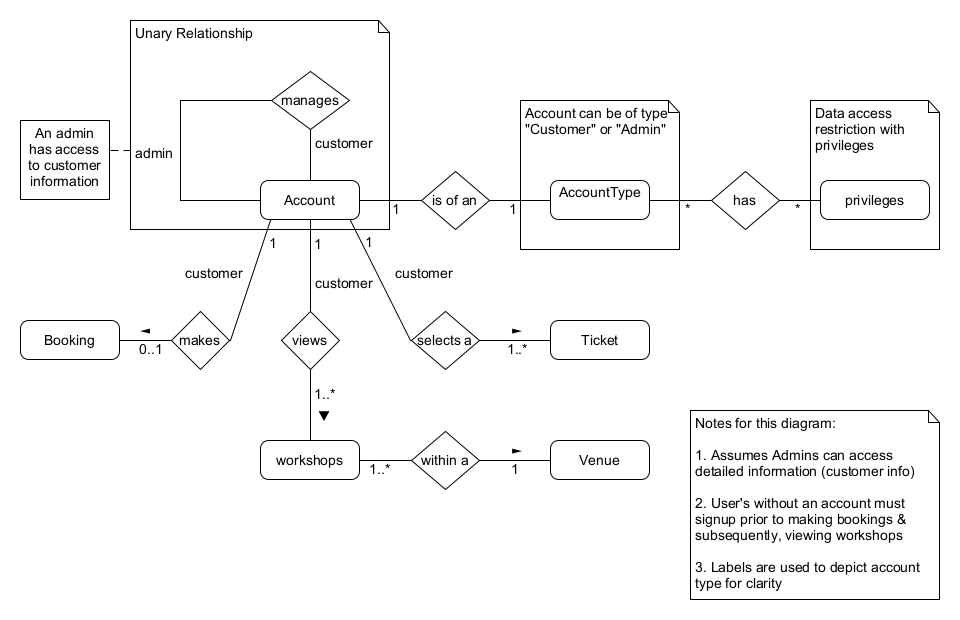 Unary Relationship
manages
customer
admin
Account
An admin
has access
to customer
information
1
is of an
1
Account can be of type
"Customer" or "Admin"
AccountType
*
has
*
Data access
restriction with
privileges
privileges
1
1
1
customer
customer
customer
Booking
◄
0..1
makes
views
selects a
►
1..*
Ticket
1..*
▼
workshops
1..*
within a
►
1
Venue
Notes for this diagram:
1. Assumes Admins can access
detailed information (customer info)
2. User's without an account must
signup prior to making bookings &
subsequently, viewing workshops
3. Labels are used to depict account
type for clarity